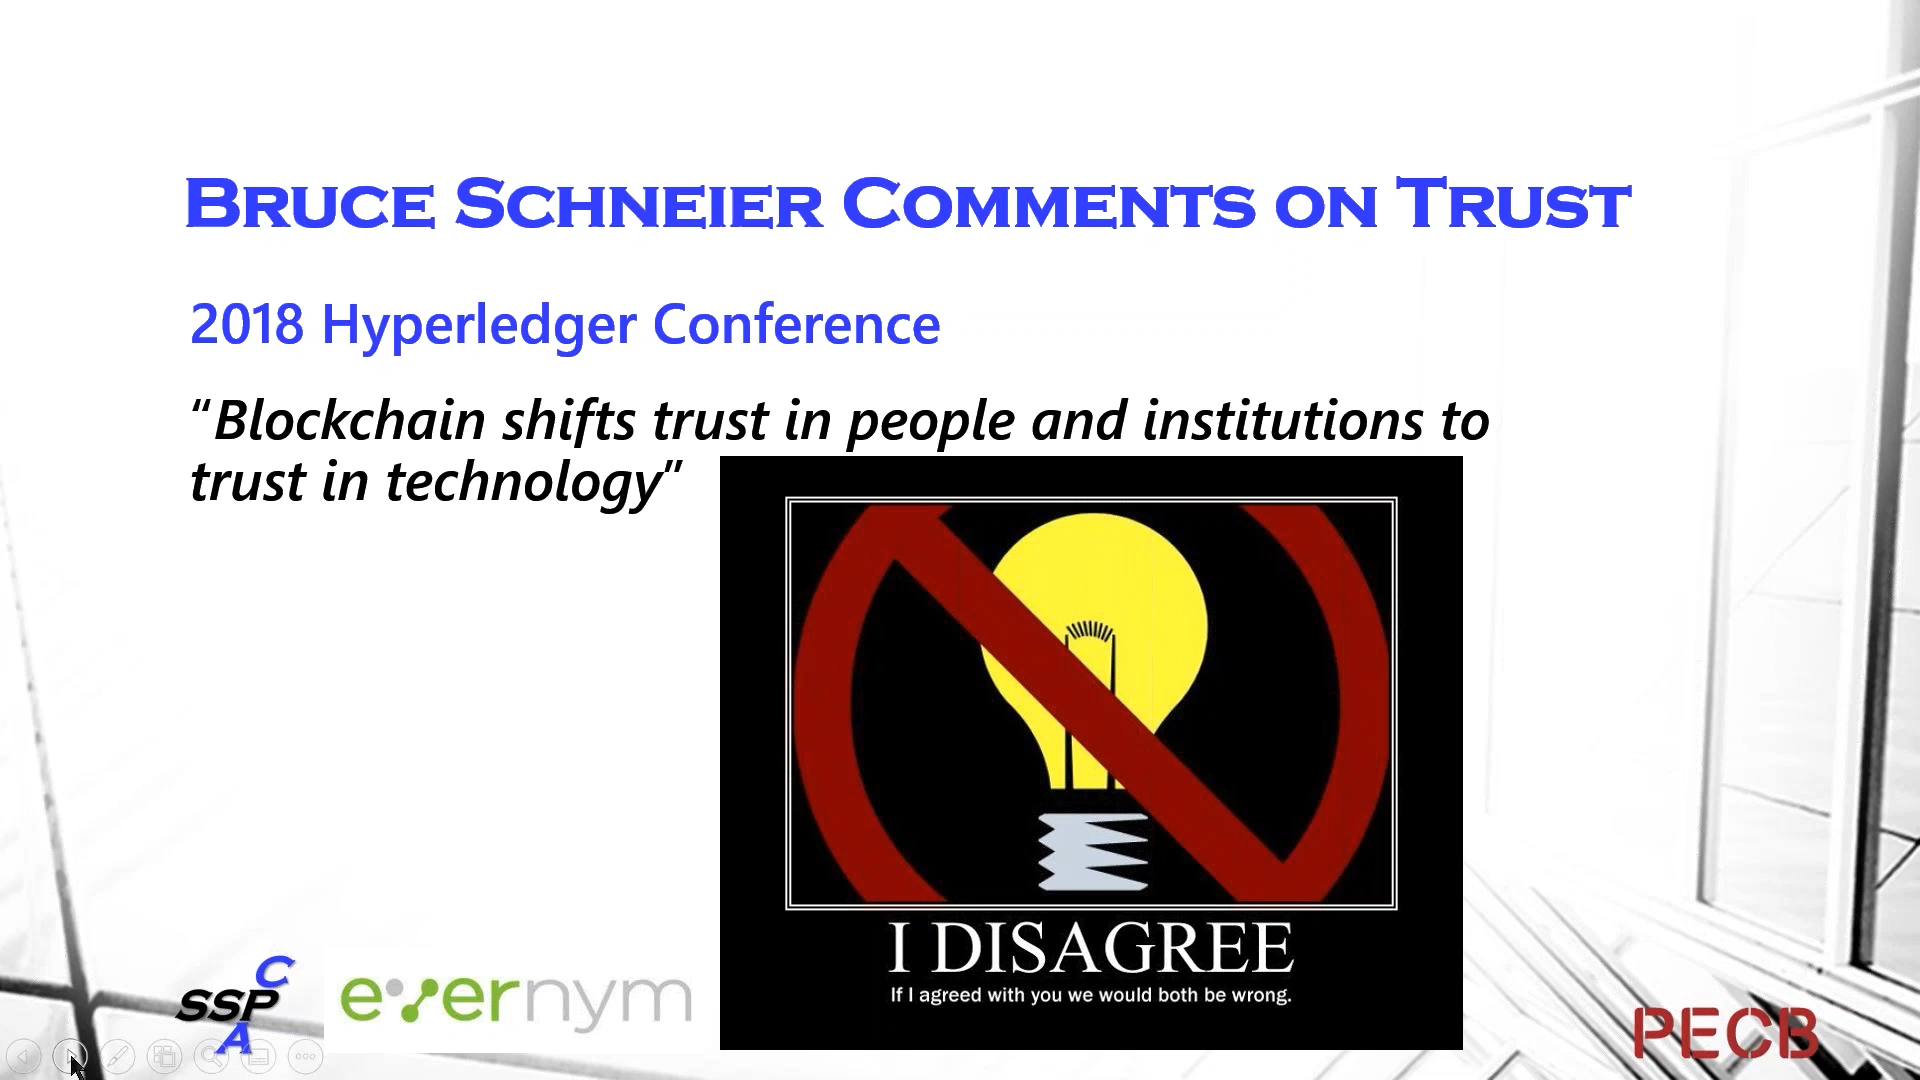 Bruce Schneier Comments on Trust
2018 Hyperledger Conference
“Blockchain shifts trust in people and institutions to
trust in technology”
I DISAGREE
If I agreed with you we would both be wrong.
C
SSP
A
evernym
PECB